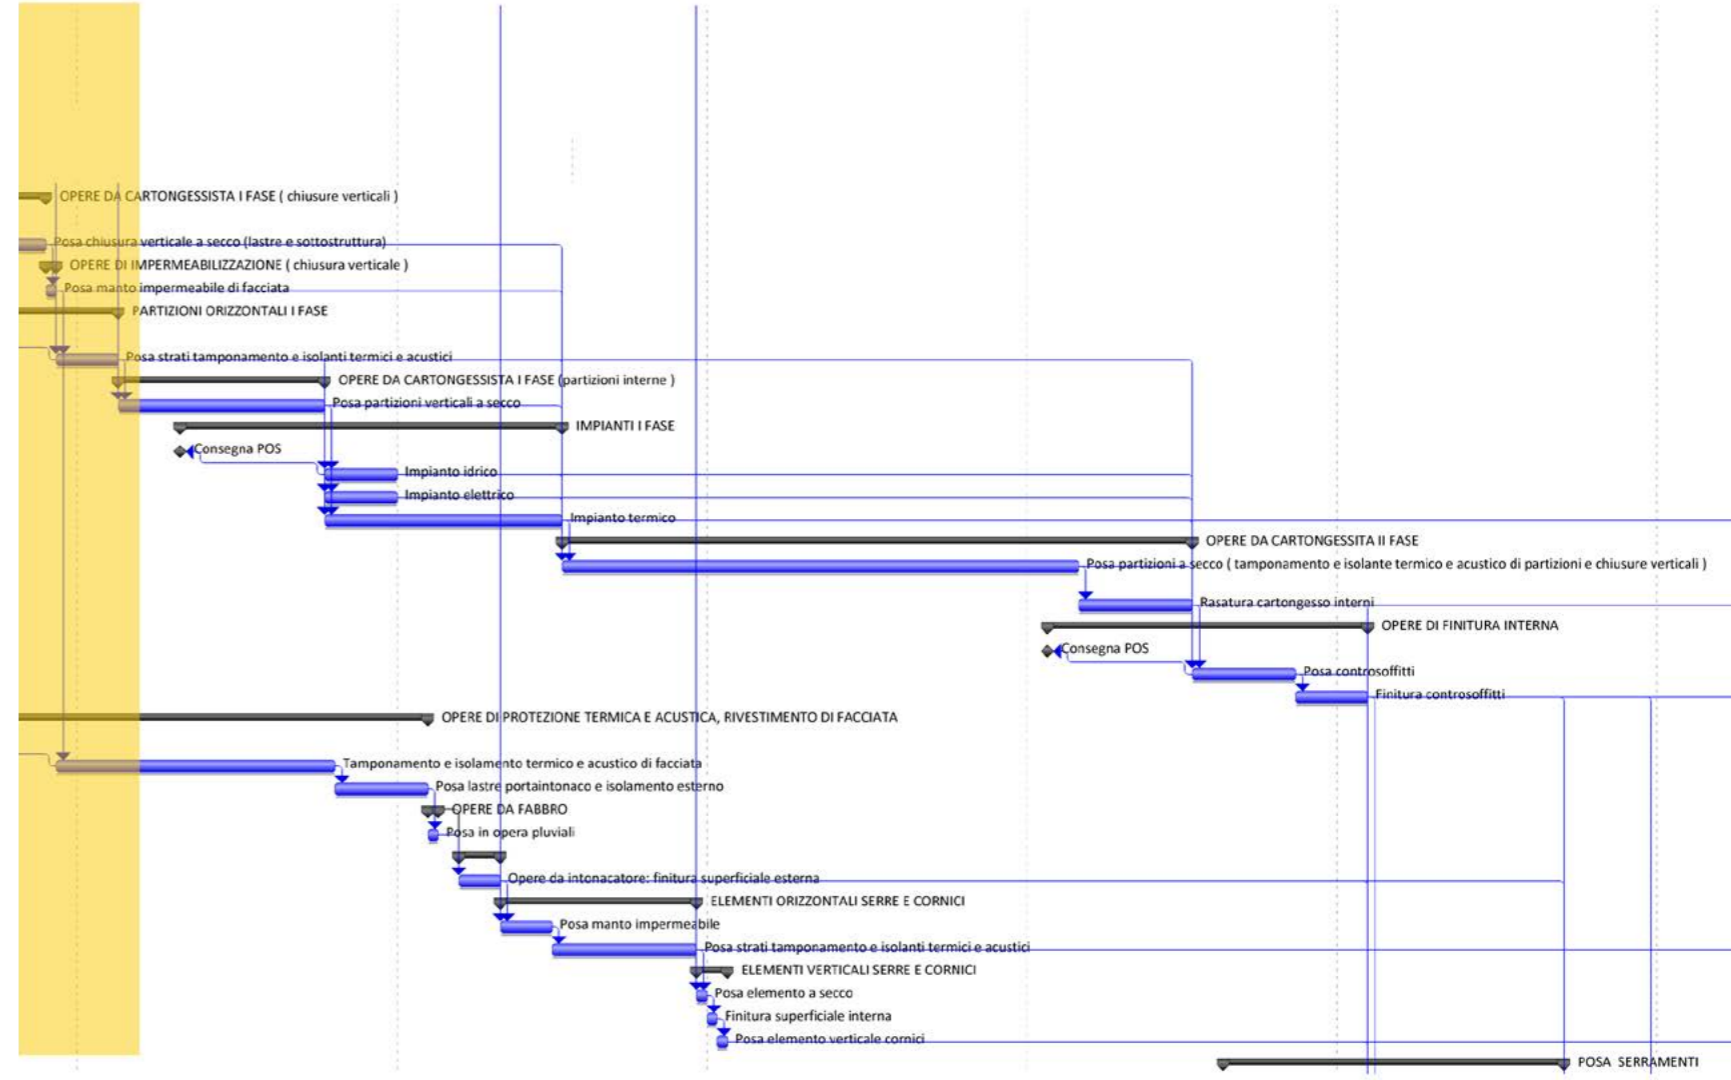 OPERE DA CARTONGESSISTA I FASE ( chiusure verticali )
Posa chiusura verticale a secco (lastre e sottostruttura)
OPERE DI IMPERMEABILIZZAZIONE ( chiusura verticale )
Posa manto impermeabile di facciata
PARTIZIONI ORIZZONTALI I FASE
Posa strati tamponamento e isolanti termici e acustici
OPERE DA CARTONGESSISTA I FASE (partizioni interne )
Posa partizioni verticali a secco
IMPIANTI I FASE
Consegna POS
Impianto idrico
Impianto elettrico
Impianto termico
OPERE DA CARTONGESSITA II FASE
Posa partizioni a secco ( tamponamento e isolante termico e acustico di partizioni e chiusure verticali )
Rasatura cartongesso interni
OPERE DI FINITURA INTERNA
Consegna POS
Posa controsoffitti
Finitura controsoffitti
OPERE DI PROTEZIONE TERMICA E ACUSTICA, RIVESTIMENTO DI FACCIATA
Tamponamento e isolamento termico e acustico di facciata
Posa lastre portaintonaco e isolamento esterno
OPERE DA FABBRO
Posa in opera pluviali
Opere da intonacatore: finitura superficiale esterna
ELEMENTI ORIZZONTALI SERRE E CORNICI
Posa manto impermeabile
Posa strati tamponamento e isolanti termici e acustici
ELEMENTI VERTICALI SERRE E CORNICI
Posa elemento a secco
Finitura superficiale interna
Posa elemento verticale cornici
POSA SERRAMENTI